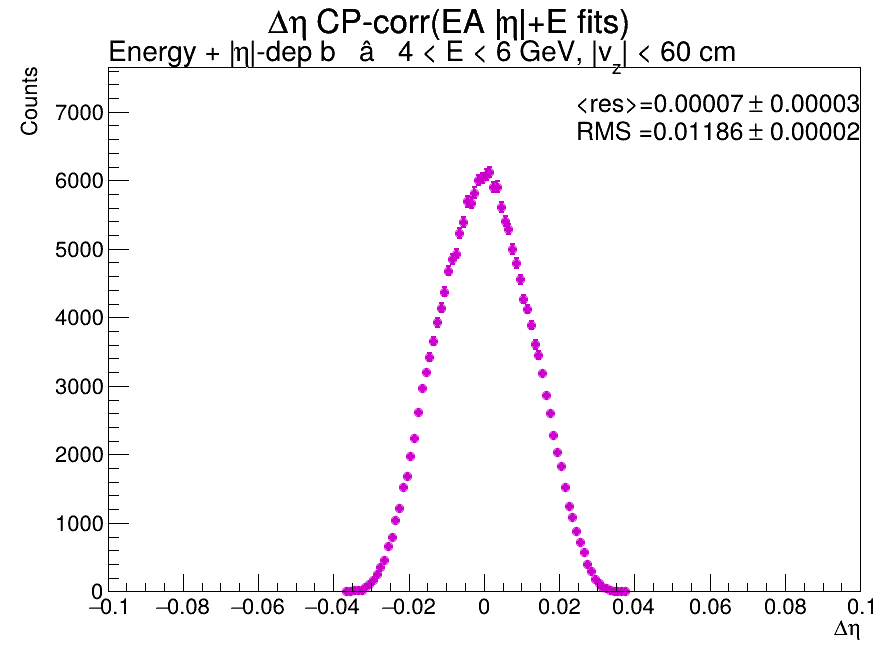 Δη CP-corr(EA |η|+E fits)
Energy + |η|-dep b â 4 < E < 6 GeV, |v_z| < 60 cm
Counts
<res>=0.00007 ± 0.00003
RMS =0.01186 ± 0.00002
7000
6000
5000
4000
3000
2000
1000
0
−0.1 −0.08 −0.06 −0.04 −0.02 0 0.02 0.04 0.06 0.08 0.1
Δη